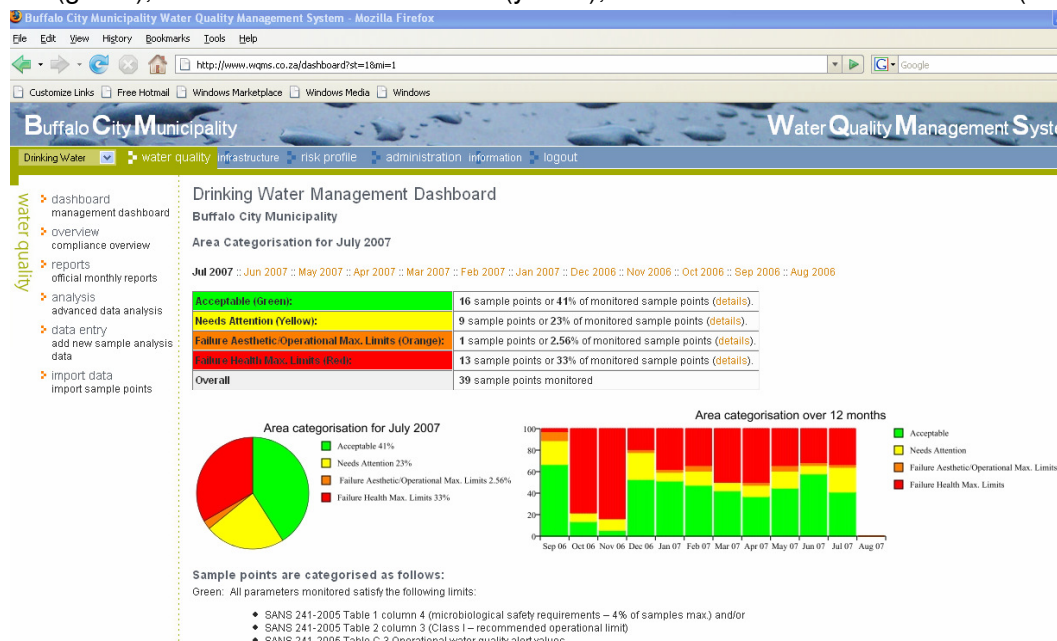 Buffalo City Municipality Water Quality Management System - Mozilla Firefox
File Edit View History Bookmarks Tools Help
http://www.wqms.co.za/dashboard?st=1&mi=1
Google
Customize Links Free Hotmail Windows Marketplace Windows Media Windows
Buffalo City Municipality Water Quality Management Syste
Drinking Water water quality infrastructure risk profile administration information logout
water quality
dashboard
management dashboard
overview
compliance overview
reports
official monthly reports
analysis
advanced data analysis
data entry
add new sample analysis
data
import data
import sample points
Drinking Water Management Dashboard
Buffalo City Municipality
Area Categorisation for July 2007
Jul 2007 :: Jun 2007 :: May 2007 :: Apr 2007 :: Mar 2007 :: Feb 2007 :: Jan 2007 :: Dec 2006 :: Nov 2006 :: Oct 2006 :: Sep 2006 :: Aug 2006
Acceptable (Green): 16 sample points or 41% of monitored sample points (details).
Needs Attention (Yellow): 9 sample points or 23% of monitored sample points (details).
Failure Aesthetic/Operational Max. Limits (Orange): 1 sample points or 2.56% of monitored sample points (details).
Failure Health Max. Limits (Red): 13 sample points or 33% of monitored sample points (details).
Overall 39 sample points monitored
Area categorisation for July 2007
Acceptable 41%
Needs Attention 23%
Failure Aesthetic/Operational Max. Limits 2.56%
Failure Health Max. Limits 33%
Area categorisation over 12 months
100
80
60
40
20
0
Sep 06 Oct 06 Nov 06 Dec 06 Jan 07 Feb 07 Mar 07 Apr 07 May 07 Jun 07 Jul 07 Aug 07
Acceptable
Needs Attention
Failure Aesthetic/Operational Max. Limits
Failure Health Max. Limits
Sample points are categorised as follows:
Green: All parameters monitored satisfy the following limits:
SANS 241-2005 Table 1 column 4 (microbiological safety requirements – 4% of samples max.) and/or
SANS 241-2005 Table 2 column 3 (Class I – recommended operational limit)
SANS 241-2005 Table C.3 Operational water quality alert values